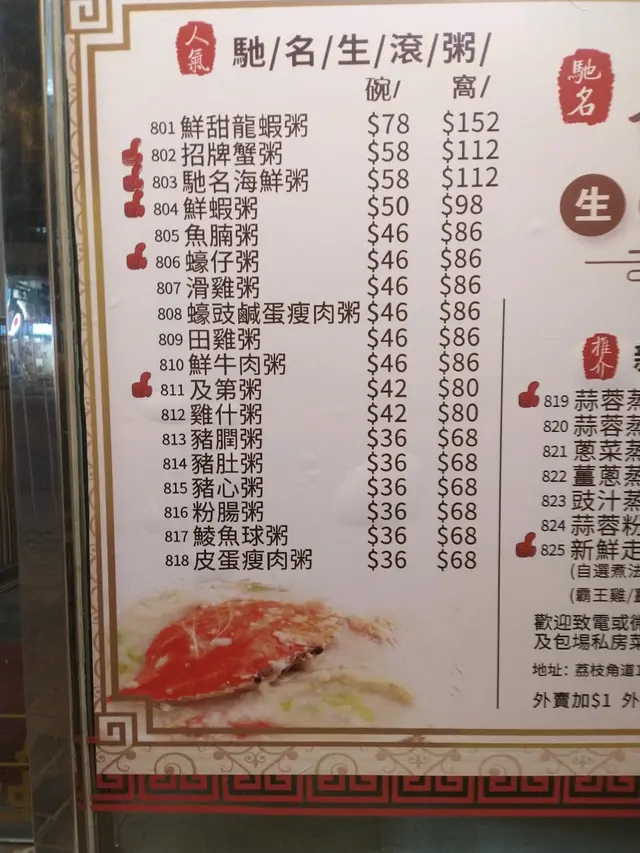 人氣 馳/名/生/滾/粥/
碗/ 窩/
801 鮮甜龍蝦粥 $78 $152
802 招牌蟹粥 $58 $112
803 馳名海鮮粥 $58 $112
804 鮮蝦粥 $50 $98
805 魚腩粥 $46 $86
806 蠔仔粥 $46 $86
807 滑雞粥 $46 $86
808 蠔豉鹹蛋瘦肉粥 $46 $86
809 田雞粥 $46 $86
810 鮮牛肉粥 $46 $86
811 及第粥 $42 $80
812 雞什粥 $42 $80
813 豬膶粥 $36 $68
814 豬肚粥 $36 $68
815 豬心粥 $36 $68
816 粉腸粥 $36 $68
817 鯪魚球粥 $36 $68
818 皮蛋瘦肉粥 $36 $68
馳名
生
推介
819 蒜蓉蒸
820 蒜蓉蒸
821 蔥菜蒸
822 薑蔥蒸
823 豉汁蒸
824 蒜蓉粉
825 新鮮走
(自選煮法
(霸王雞/薑
歡迎致電或微
及包場私房菜
地址：荔枝角道1
外賣加$1 外